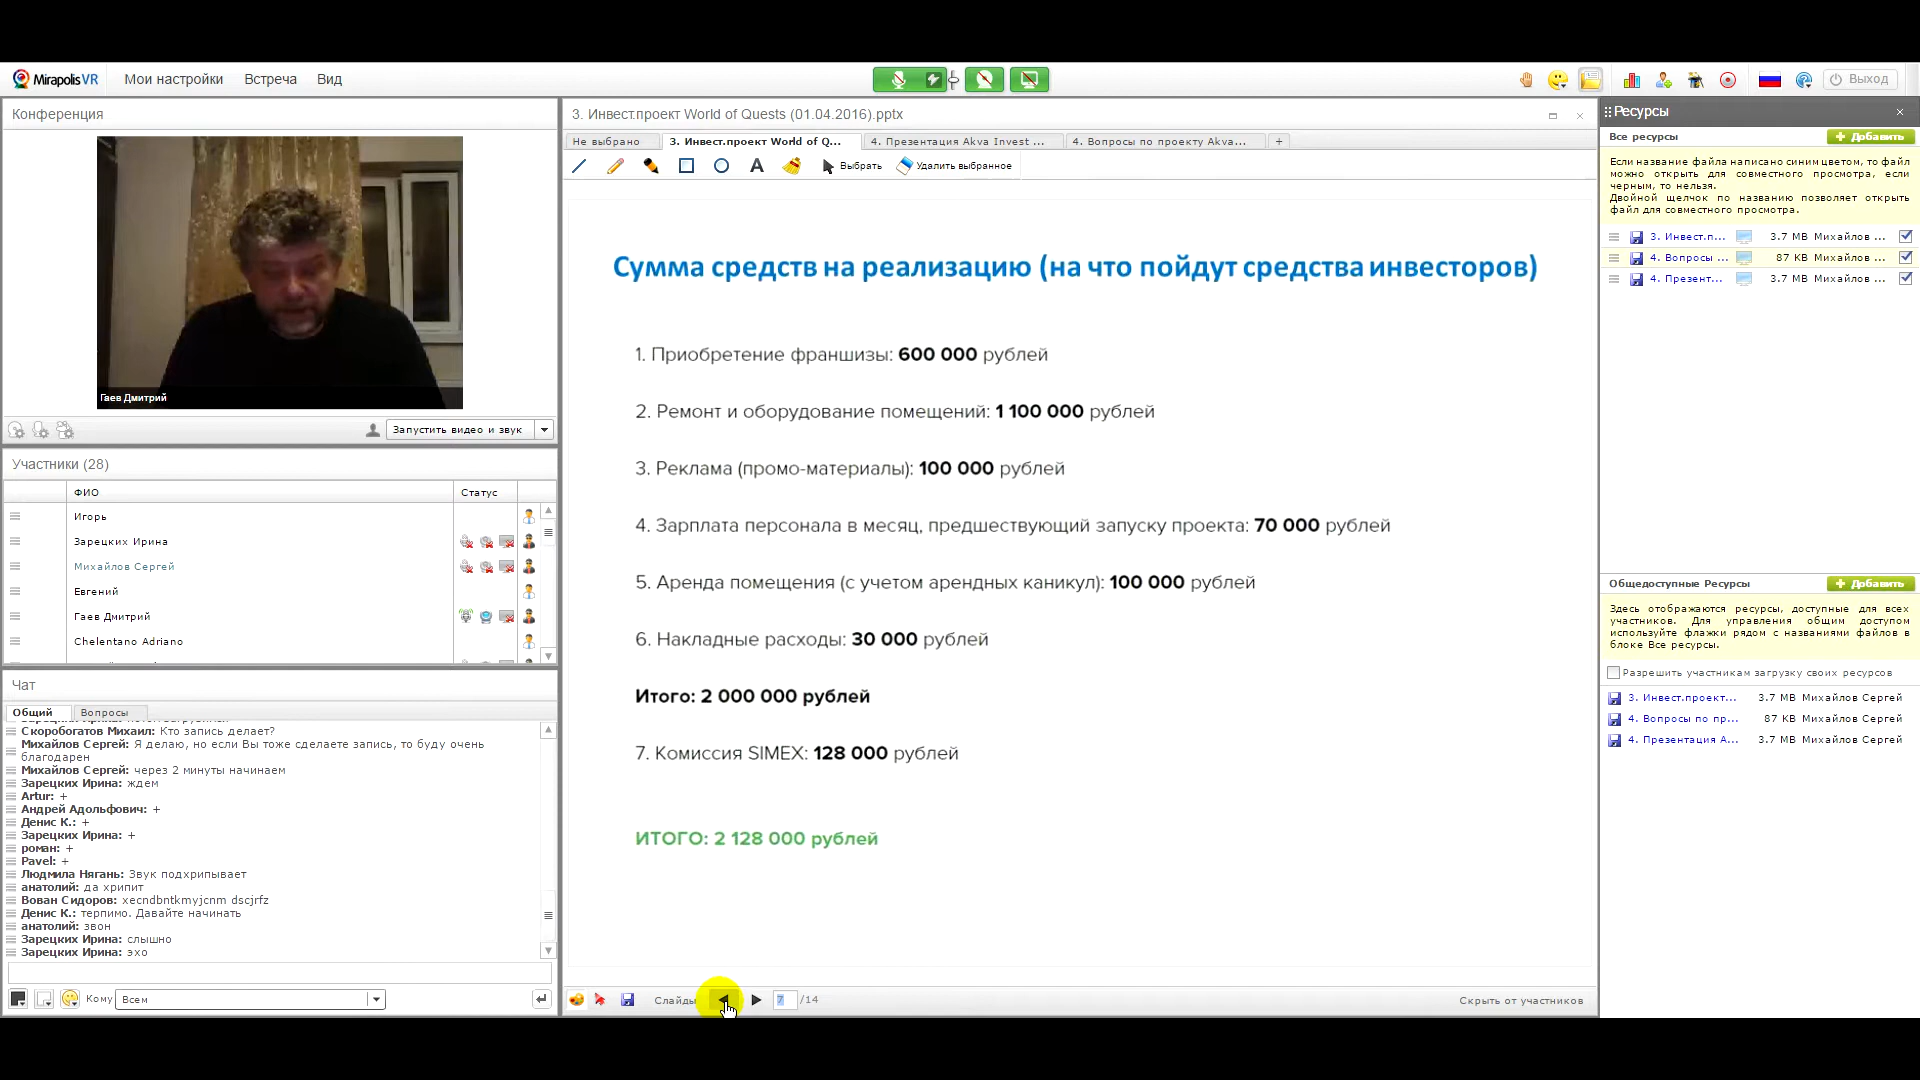 Mirapolis VR
Мои настройки
Встреча
Вид
Выход
Конференция
Гаев Дмитрий
Запустить видео и звук
Участники (28)
ФИО
Статус
Игорь
Зарецких Ирина
Михайлов Сергей
Евгений
Гаев Дмитрий
Chelentano Adriano
Чат
Общий
Вопросы
Скоробогатов Михаил: Кто запись делает?
Михайлов Сергей: Я делаю, но если Вы тоже сделаете запись, то буду очень
благодарен
Михайлов Сергей: через 2 минуты начинаем
Зарецких Ирина: ждем
Artur: +
Андрей Адольфович: +
Денис К.: +
Зарецких Ирина: +
роман: +
Pavel: +
Людмила Нягань: Звук подхрипывает
анатолий: да хрипит
Вован Сидоров: xecndbntkmyjcnm dscjrfz
Денис К.: терпимо. Давайте начинать
анатолий: звон
Зарецких Ирина: слышно
Зарецких Ирина: эхо
Кому
Всем
3. Инвест.проект World of Quests (01.04.2016).pptx
Не выбрано
3. Инвест.проект World of Q...
4. Презентация Akva Invest ...
4. Вопросы по проекту Akva...
+
A
Выбрать
Удалить выбранное
Сумма средств на реализацию (на что пойдут средства инвесторов)
1. Приобретение франшизы: 600 000 рублей
2. Ремонт и оборудование помещений: 1 100 000 рублей
3. Реклама (промо-материалы): 100 000 рублей
4. Зарплата персонала в месяц, предшествующий запуску проекта: 70 000 рублей
5. Аренда помещения (с учетом арендных каникул): 100 000 рублей
6. Накладные расходы: 30 000 рублей
Итого: 2 000 000 рублей
7. Комиссия SIMEX: 128 000 рублей
ИТОГО: 2 128 000 рублей
Слайды
7 /14
Скрыть от участников
Ресурсы
Все ресурсы
Добавить
Если название файла написано синим цветом, то файл
можно открыть для совместного просмотра, если
черным, то нельзя.
Двойной щелчок по названию позволяет открыть
файл для совместного просмотра.
3. Инвест.п... 3.7 MB Михайлов ...
4. Вопросы ... 87 KB Михайлов ...
4. Презент... 3.7 MB Михайлов ...
Общедоступные Ресурсы
Добавить
Здесь отображаются ресурсы, доступные для всех
участников. Для управления общим доступом
используйте флажки рядом с названиями файлов в
блоке Все ресурсы.
Разрешить участникам загрузку своих ресурсов
3. Инвест.проект... 3.7 MB Михайлов Сергей
4. Вопросы по пр... 87 KB Михайлов Сергей
4. Презентация А... 3.7 MB Михайлов Сергей